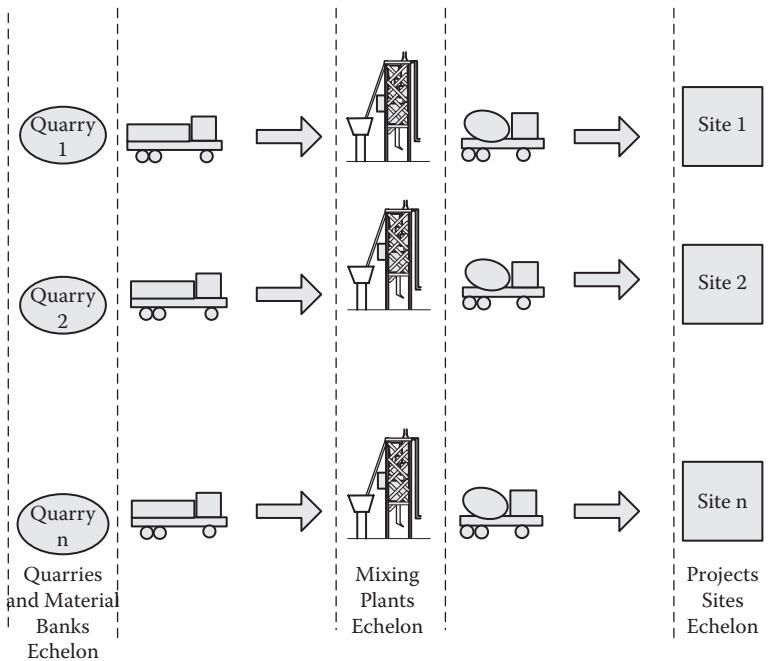 Quarry
1
Site 1
Quarry
2
Site 2
Quarry
n
Site n
Quarries
and Material
Banks
Echelon
Mixing
Plants
Echelon
Projects
Sites
Echelon